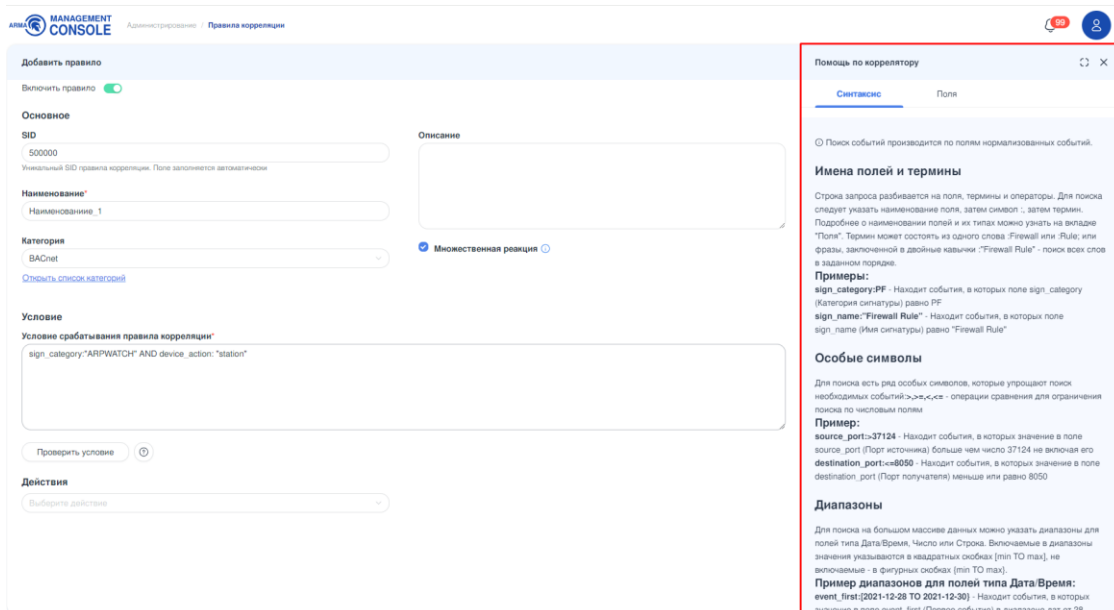 ARMA MANAGEMENT CONSOLE
Администрирование / Правила корреляции
99
Добавить правило
Включить правило
Основное
SID
500000
Уникальный SID правила корреляции. Поле заполняется автоматически
Наименование*
Наименованиие_1
Категория
BACnet
Открыть список категорий
Описание
Множественная реакция
Условие
Условие срабатывания правила корреляции*
sign_category:"ARPWATCH" AND device_action: "station"
Проверить условие
Действия
Выберите действие
Помощь по коррелятору
Синтаксис Поля
Поиск событий производится по полям нормализованных событий.
Имена полей и термины
Строка запроса разбивается на поля, термины и операторы. Для поиска
следует указать наименование поля, затем символ :, затем термин.
Подробнее о наименовании полей и их типах можно узнать на вкладке
"Поля". Термин может состоять из одного слова :Firewall или :Rule; или
фразы, заключенной в двойные кавычки :"Firewall Rule" - поиск всех слов
в заданном порядке.
Примеры:
sign_category:PF - Находит события, в которых поле sign_category
(Категория сигнатуры) равно PF
sign_name:"Firewall Rule" - Находит события, в которых поле
sign_name (Имя сигнатуры) равно "Firewall Rule"
Особые символы
Для поиска есть ряд особых символов, которые упрощают поиск
необходимых событий:>,>=,<,<= - операции сравнения для ограничения
поиска по числовым полям
Пример:
source_port:>37124 - Находит события, в которых значение в поле
source_port (Порт источника) больше чем число 37124 не включая его
destination_port:<=8050 - Находит события, в которых значение в поле
destination_port (Порт получателя) меньше или равно 8050
Диапазоны
Для поиска на большом массиве данных можно указать диапазоны для
полей типа Дата/Время, Число или Строка. Включаемые в диапазоны
значения указываются в квадратных скобках [min TO max], не
включаемые - в фигурных скобках {min TO max}.
Пример диапазонов для полей типа Дата/Время:
event_first:[2021-12-28 TO 2021-12-30} - Находит события, в которых
значение в поле event_first (Первое событие) в диапазоне дат от 28